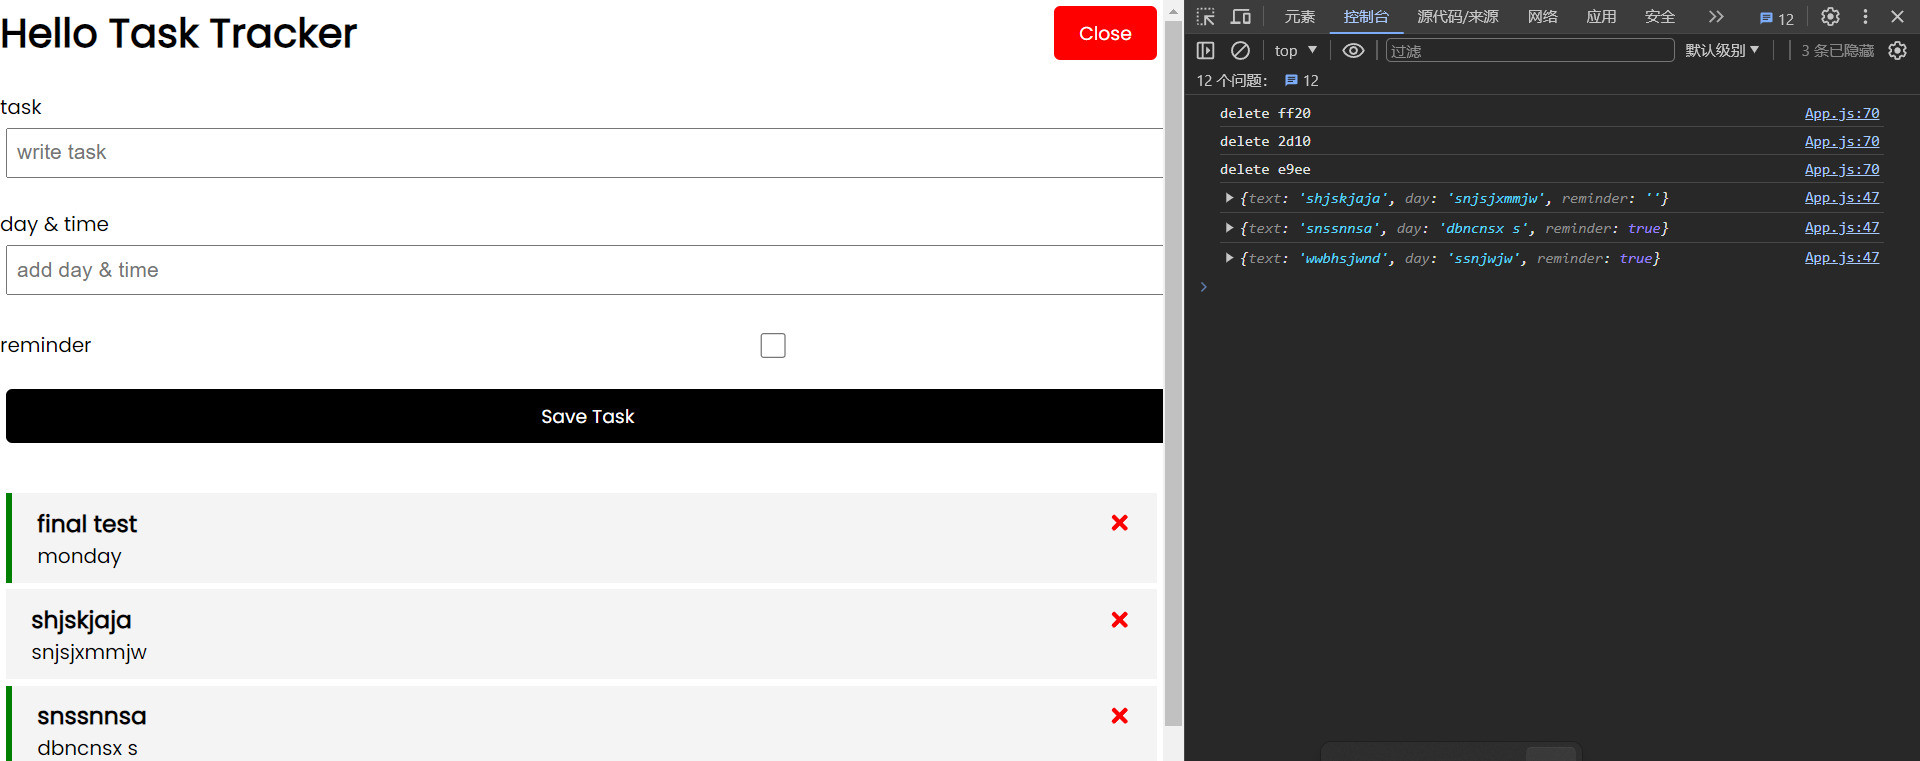 Hello Task Tracker
Close
task
write task
day & time
add day & time
reminder
Save Task
final test
monday
shjskjaja
snjsjxmmjw
snssnnsa
dbncnsx s
元素 控制台 源代码/来源 网络 应用 安全 12
top 过滤 默认级别 3 条已隐藏
12 个问题： 12
delete ff20 App.js:70
delete 2d10 App.js:70
delete e9ee App.js:70
{text: 'shjskjaja', day: 'snjsjxmmjw', reminder: ''} App.js:47
{text: 'snssnnsa', day: 'dbncnsx s', reminder: true} App.js:47
{text: 'wwbhsjwnd', day: 'ssnjwjw', reminder: true} App.js:47